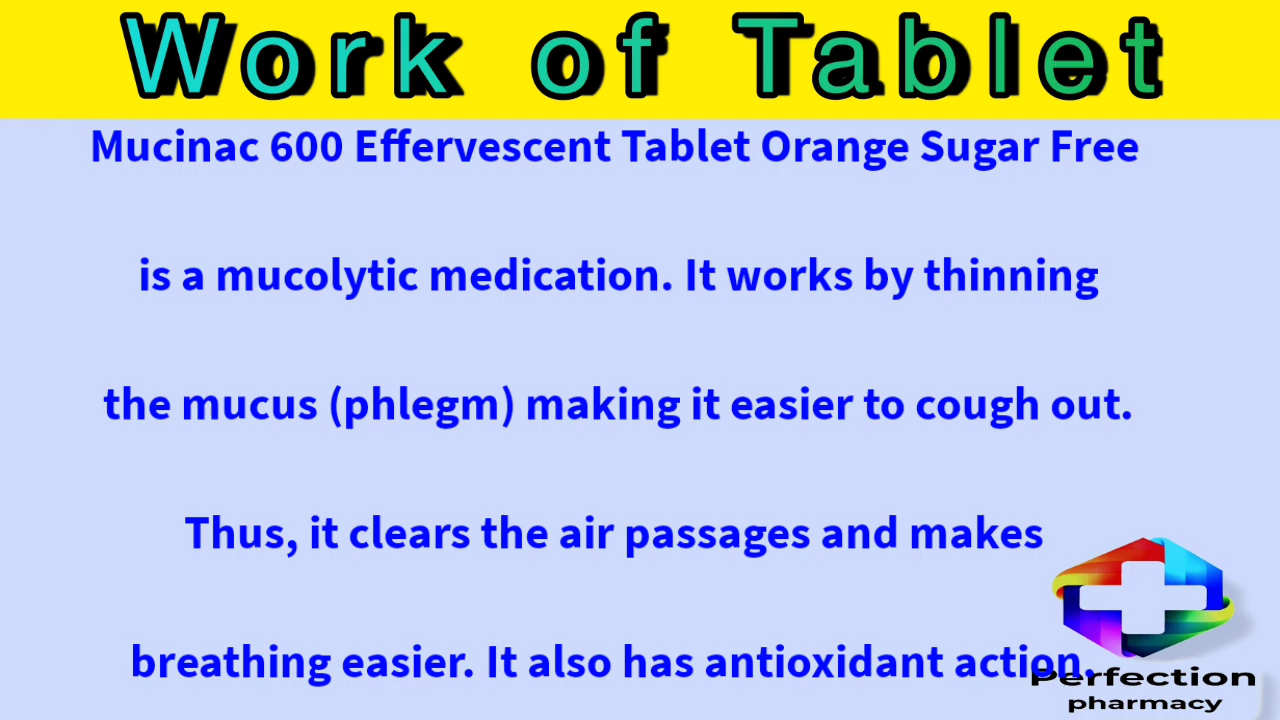 Work of Tablet
Mucinac 600 Effervescent Tablet Orange Sugar Free
is a mucolytic medication. It works by thinning
the mucus (phlegm) making it easier to cough out.
Thus, it clears the air passages and makes
breathing easier. It also has antioxidant action.
Perfection
pharmacy